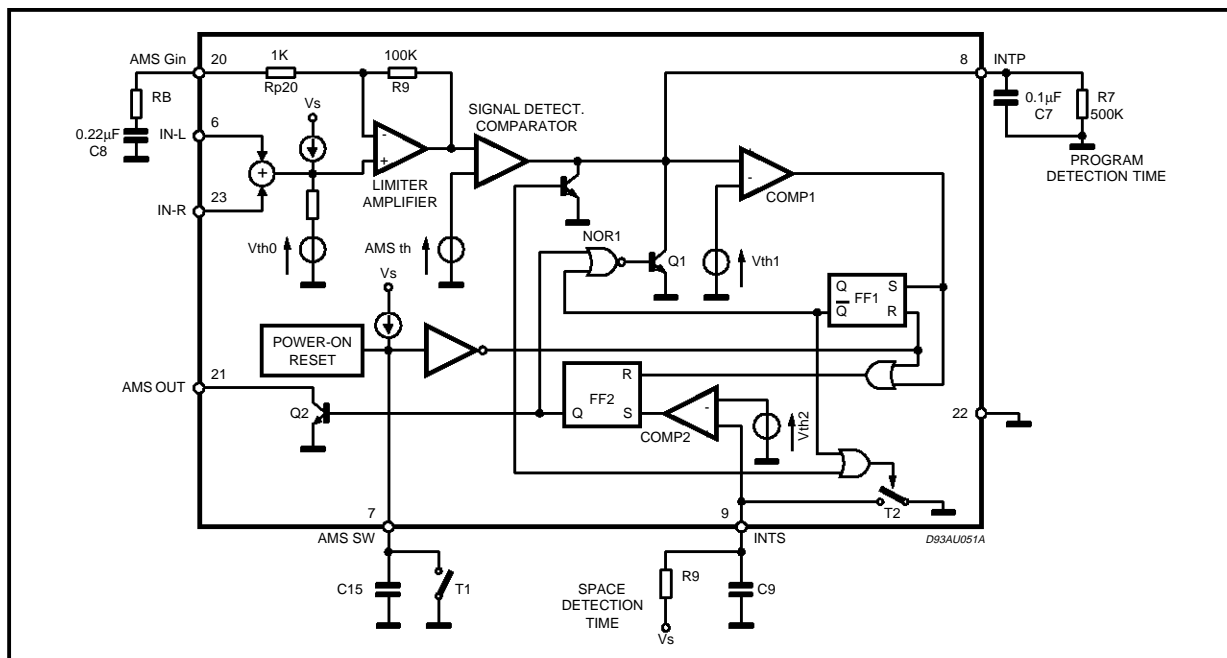 AMS Gin
20
1K
Rp20
100K
R9
8
INTP
RB
0.22μF
C8
6
IN-L
Vs
SIGNAL DETECT.
COMPARATOR
0.1μF
C7
R7
500K
PROGRAM
DETECTION TIME
+
-
+
LIMITER
AMPLIFIER
+
-
COMP1
23
IN-R
Vth0
AMS th
NOR1
Q1
Vth1
Vs
Q
S
FF1
Q
R
POWER-ON
RESET
21
AMS OUT
Q2
R
FF2
Q
S
-
COMP2
Vth2
22
T2
7
AMS SW
9
INTS
D93AU051A
C15
T1
SPACE
DETECTION
TIME
R9
Vs
C9